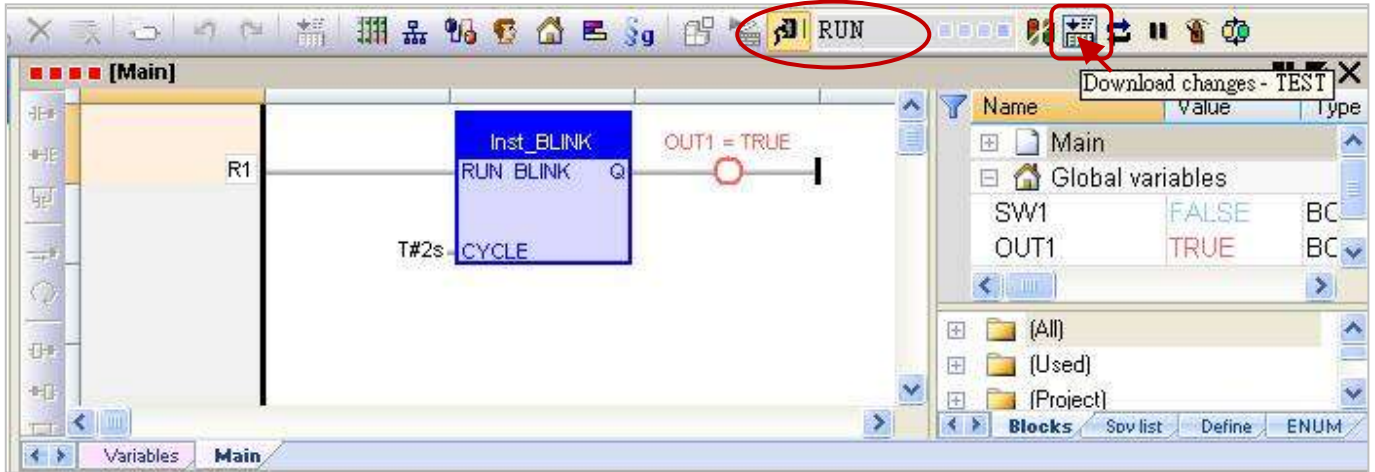 RUN
[Main]
Download changes - TEST
Name Value Type
Inst_BLINK
OUT1 = TRUE
Main
R1
RUN BLINK Q
Global variables
SW1 FALSE BC
T#2s
CYCLE
OUT1 TRUE BC
(All)
(Used)
(Project)
Blocks Spy list Define ENUM
Variables Main